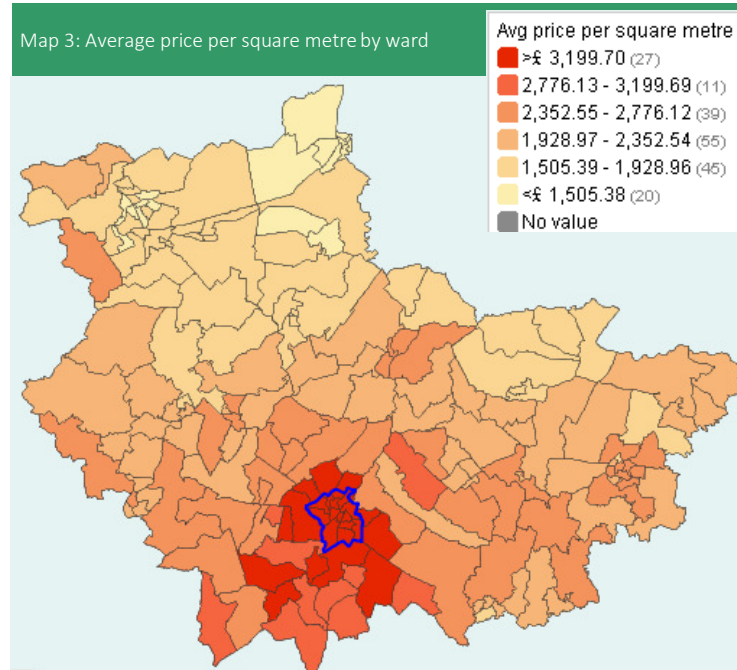 Map 3: Average price per square metre by ward
Avg price per square metre
>£ 3,199.70 (27)
2,776.13 - 3,199.69 (11)
2,352.55 - 2,776.12 (39)
1,928.97 - 2,352.54 (55)
1,505.39 - 1,928.96 (45)
<£ 1,505.38 (20)
No value